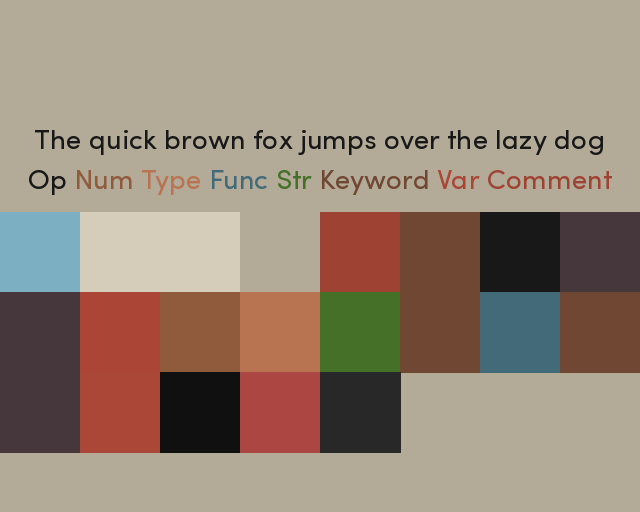 The quick brown fox jumps over the lazy dog
Op Num Type Func Str Keyword Var Comment